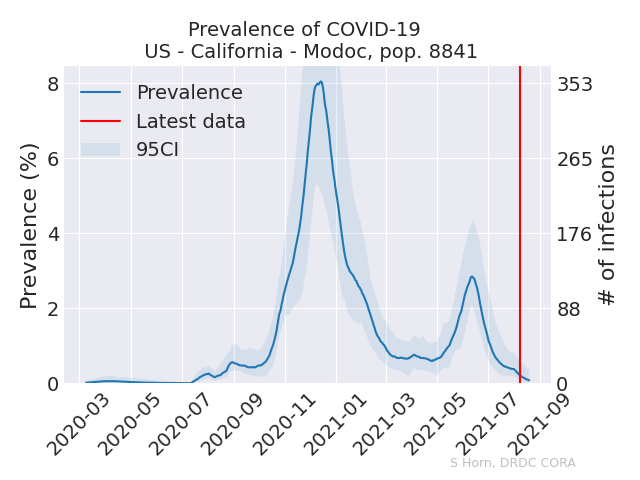 Prevalence of COVID-19
US - California - Modoc, pop. 8841
Prevalence
Latest data
95CI
Prevalence (%)
8
6
4
2
0
353
265
176
88
0
# of infections
2020-03
2020-05
2020-07
2020-09
2020-11
2021-01
2021-03
2021-05
2021-07
2021-09
S Horn, DRDC CORA